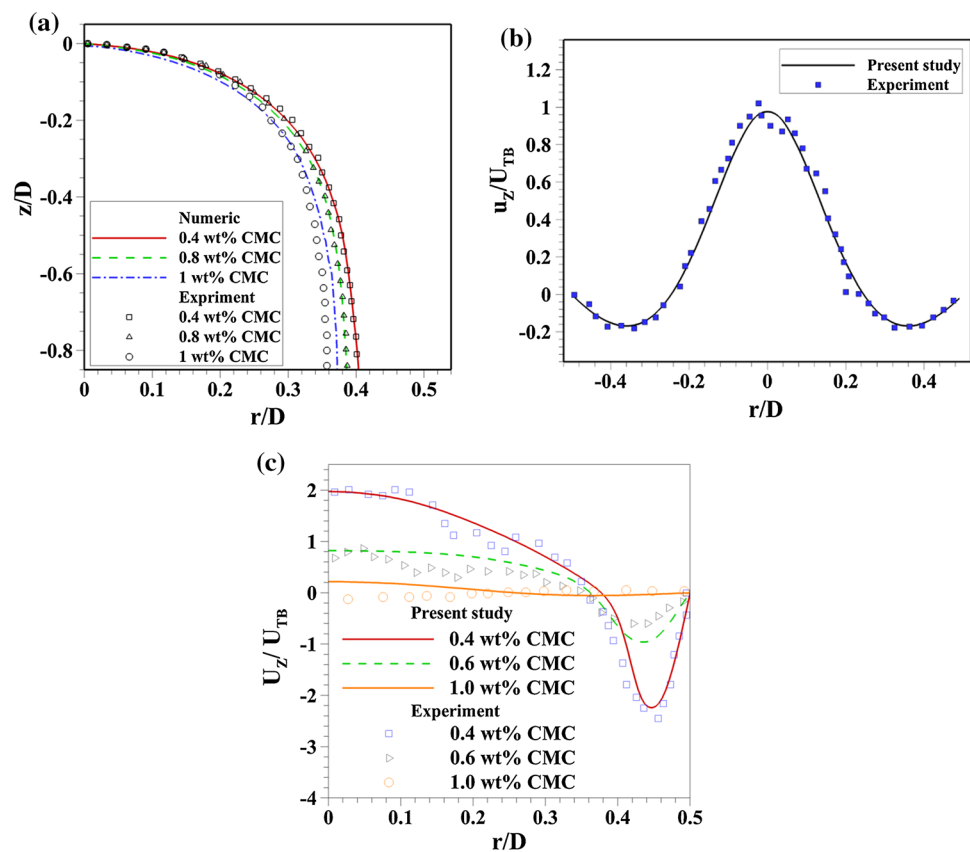 (a)
0
-0.2
-0.4
-0.6
-0.8
z/D
Numeric
0.4 wt% CMC
0.8 wt% CMC
1 wt% CMC
Expriment
0.4 wt% CMC
0.8 wt% CMC
1 wt% CMC
0 0.1 0.2 0.3 0.4 0.5
r/D
(b)
1.2
1
0.8
0.6
0.4
0.2
0
-0.2
uZ/UTB
Present study
Experiment
-0.4 -0.2 0 0.2 0.4
r/D
(c)
2
1
0
-1
-2
-3
-4
UZ/ UTB
Present study
0.4 wt% CMC
0.6 wt% CMC
1.0 wt% CMC
Experiment
0.4 wt% CMC
0.6 wt% CMC
1.0 wt% CMC
0 0.1 0.2 0.3 0.4 0.5
r/D